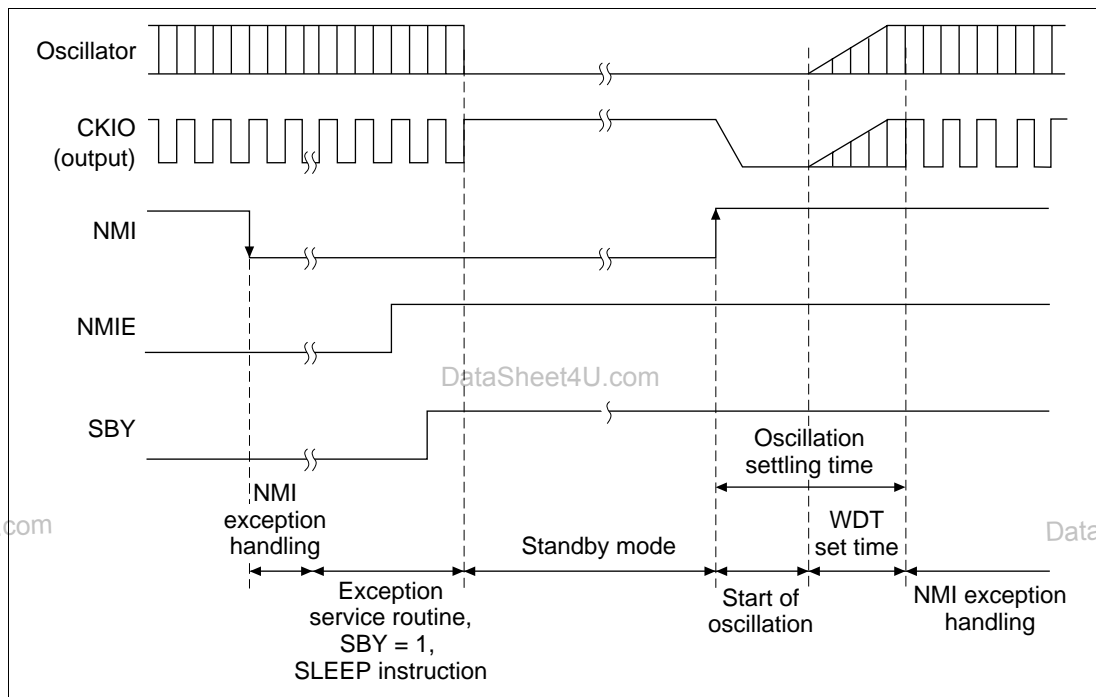 Oscillator
CKIO
(output)
NMI
NMIE
DataSheet4U.com
SBY
Oscillation
settling time
NMI
exception
handling
.com
WDT
set time
Data
Standby mode
Exception
service routine,
SBY = 1,
SLEEP instruction
Start of
oscillation
NMI exception
handling